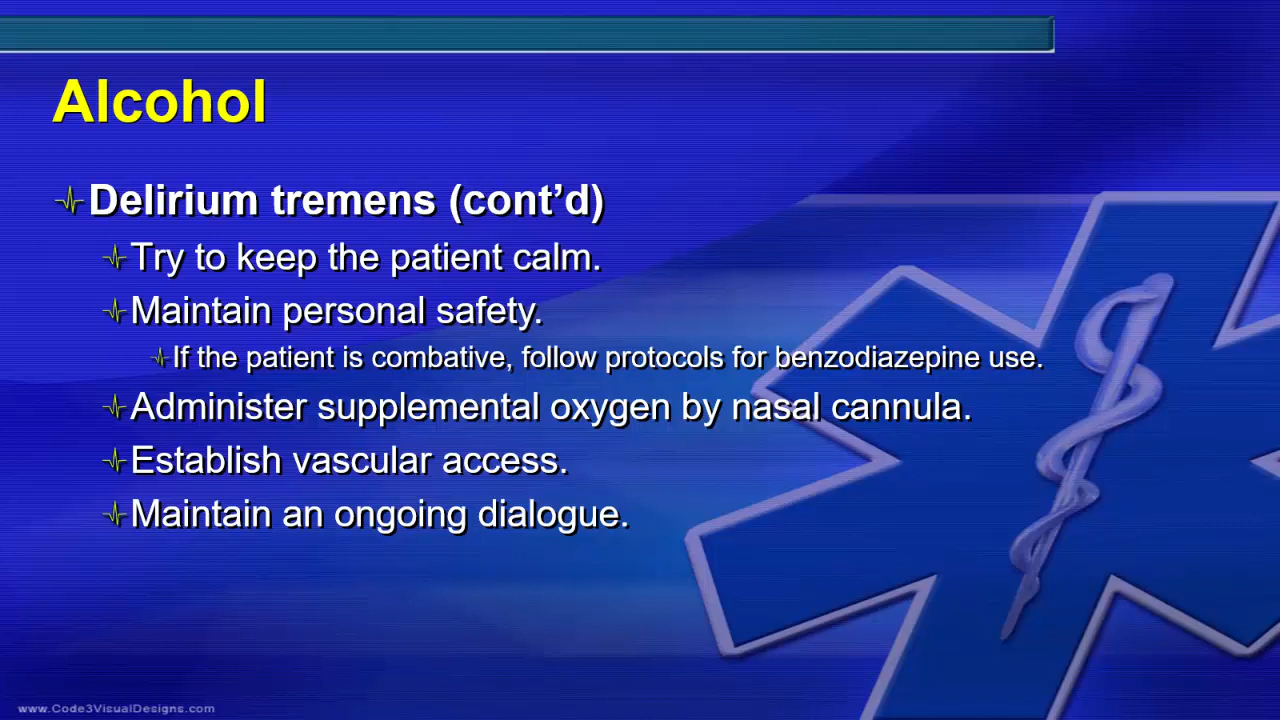 Alcohol
Delirium tremens (cont’d)
Try to keep the patient calm.
Maintain personal safety.
If the patient is combative, follow protocols for benzodiazepine use.
Administer supplemental oxygen by nasal cannula.
Establish vascular access.
Maintain an ongoing dialogue.
www.Code3VisualDesigns.com